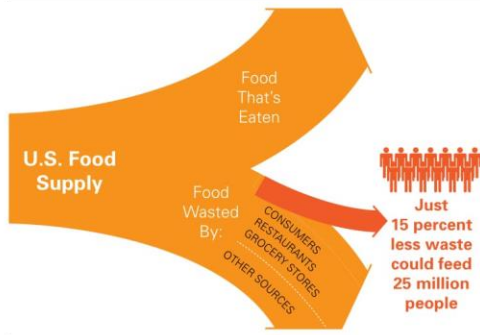 Food
That's
Eaten
U.S. Food
Supply
Food
Wasted
By:
CONSUMERS
RESTAURANTS
GROCERY STORES
OTHER SOURCES
Just
15 percent
less waste
could feed
25 million
people